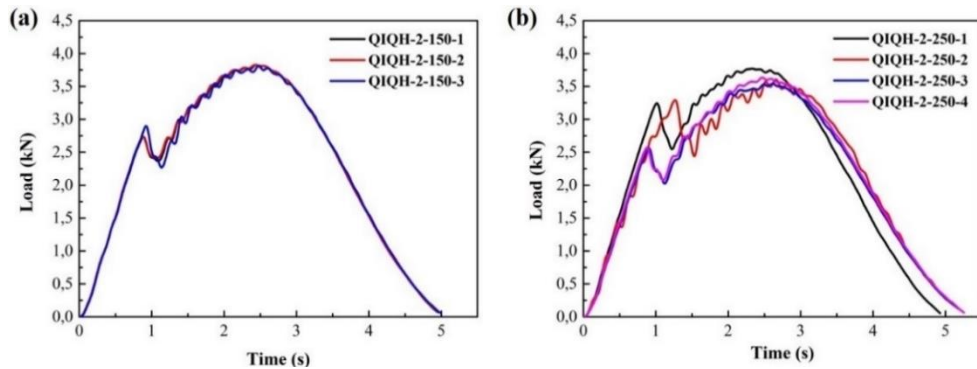 (a)
4,5
4,0
3,5
3,0
2,5
2,0
1,5
1,0
0,5
0,0
Load (kN)
QIQH-2-150-1
QIQH-2-150-2
QIQH-2-150-3
0 1 2 3 4 5
Time (s)
(b)
4,5
4,0
3,5
3,0
2,5
2,0
1,5
1,0
0,5
0,0
Load (kN)
QIQH-2-250-1
QIQH-2-250-2
QIQH-2-250-3
QIQH-2-250-4
0 1 2 3 4 5
Time (s)